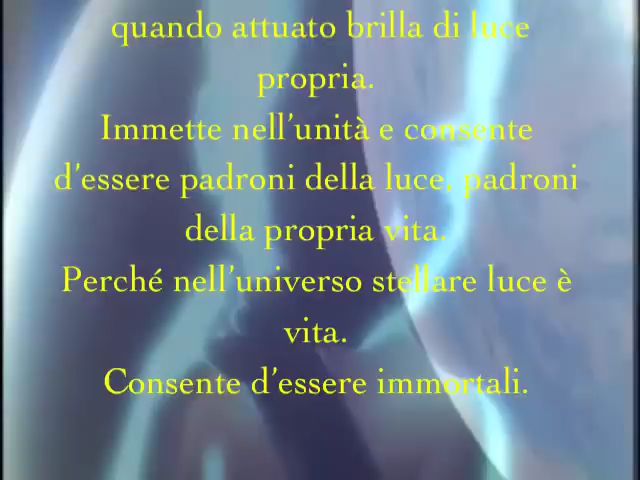 quando attuato brilla di luce
propria.
Immette nell'unità e consente
d'essere padroni della luce, padroni
della propria vita.
Perché nell'universo stellare luce è
vita.
Consente d'essere immortali.